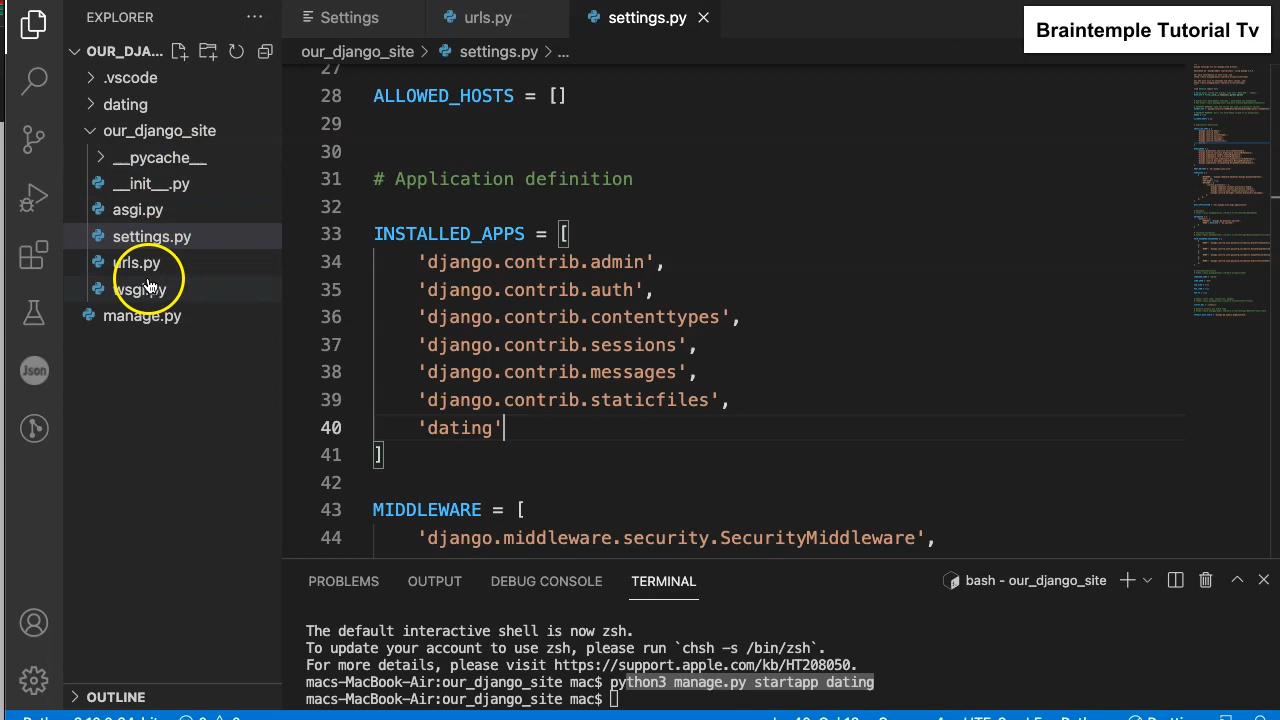 EXPLORER
Settings
urls.py
settings.py
Braintemple Tutorial Tv
OUR_DJA...
our_django_site > settings.py > ...
.vscode
dating
our_django_site
__pycache__
__init__.py
asgi.py
settings.py
urls.py
wsgi.py
manage.py
27
28 ALLOWED_HOSTS = []
29
30
31 # Application definition
32
33 INSTALLED_APPS = [
34 'django.contrib.admin',
35 'django.contrib.auth',
36 'django.contrib.contenttypes',
37 'django.contrib.sessions',
38 'django.contrib.messages',
39 'django.contrib.staticfiles',
40 'dating'
41 ]
42
43 MIDDLEWARE = [
44 'django.middleware.security.SecurityMiddleware',
Json
PROBLEMS OUTPUT DEBUG CONSOLE TERMINAL
bash - our_django_site
The default interactive shell is now zsh.
To update your account to use zsh, please run `chsh -s /bin/zsh`.
For more details, please visit https://support.apple.com/kb/HT208050.
macs-MacBook-Air:our_django_site mac$ python3 manage.py startapp dating
macs-MacBook-Air:our_django_site mac$
OUTLINE